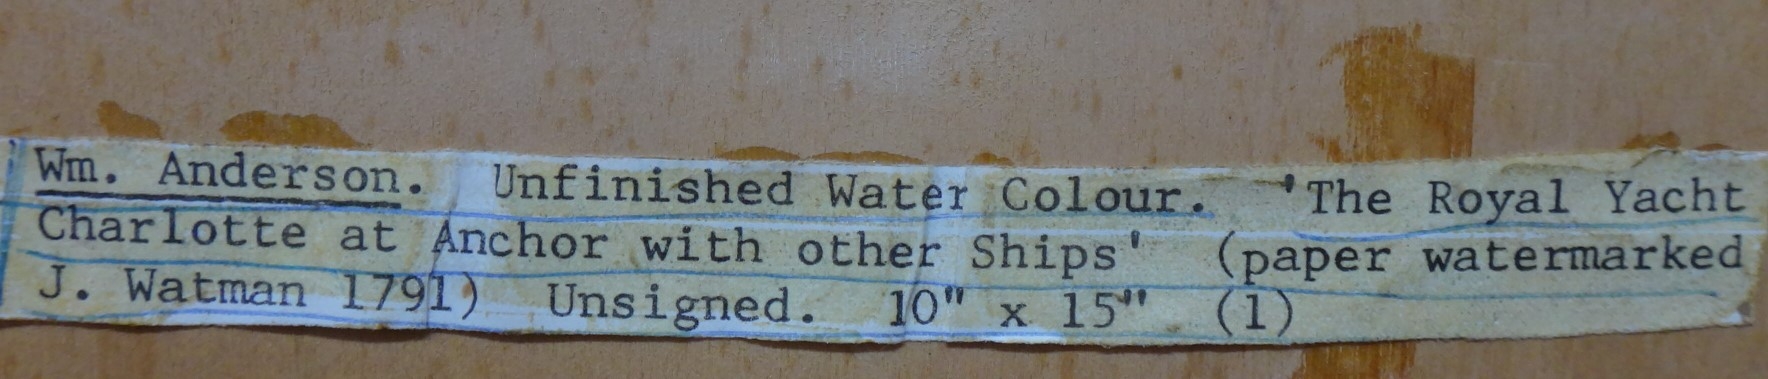 Wm. Anderson. Unfinished Water Colour. 'The Royal Yacht
Charlotte at Anchor with other Ships' (paper watermarked
J. Watman 1791) Unsigned. 10" x 15" (1)